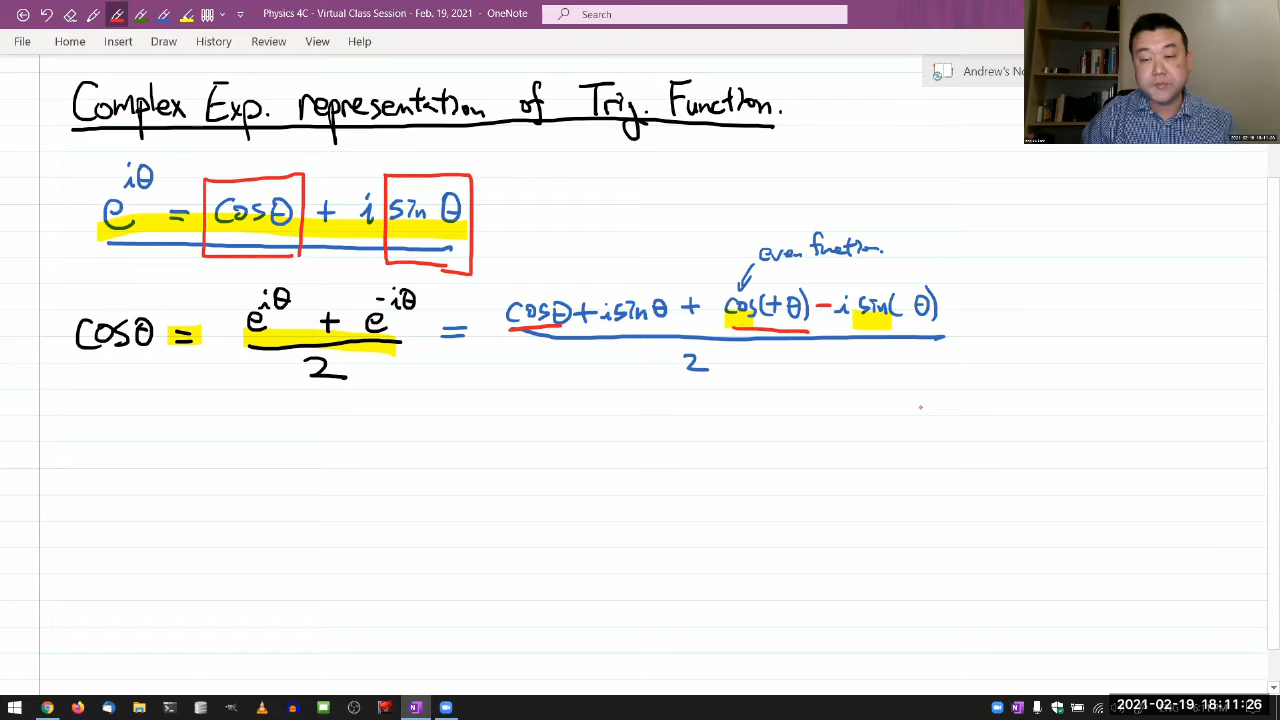 Physics 4C - Virtual Class Session - Feb. 19, 2021 - OneNote
Search
File Home Insert Draw History Review View Help
Andrew's No
Complex Exp. representation of Trig. Function.
e^{iθ} = cosθ + i sin θ
even function.
cosθ = (e^{iθ} + e^{-iθ})/2 = (cosθ + i sinθ + cos(+θ) - i sin( θ))/2
2021-02-19 18:11:26